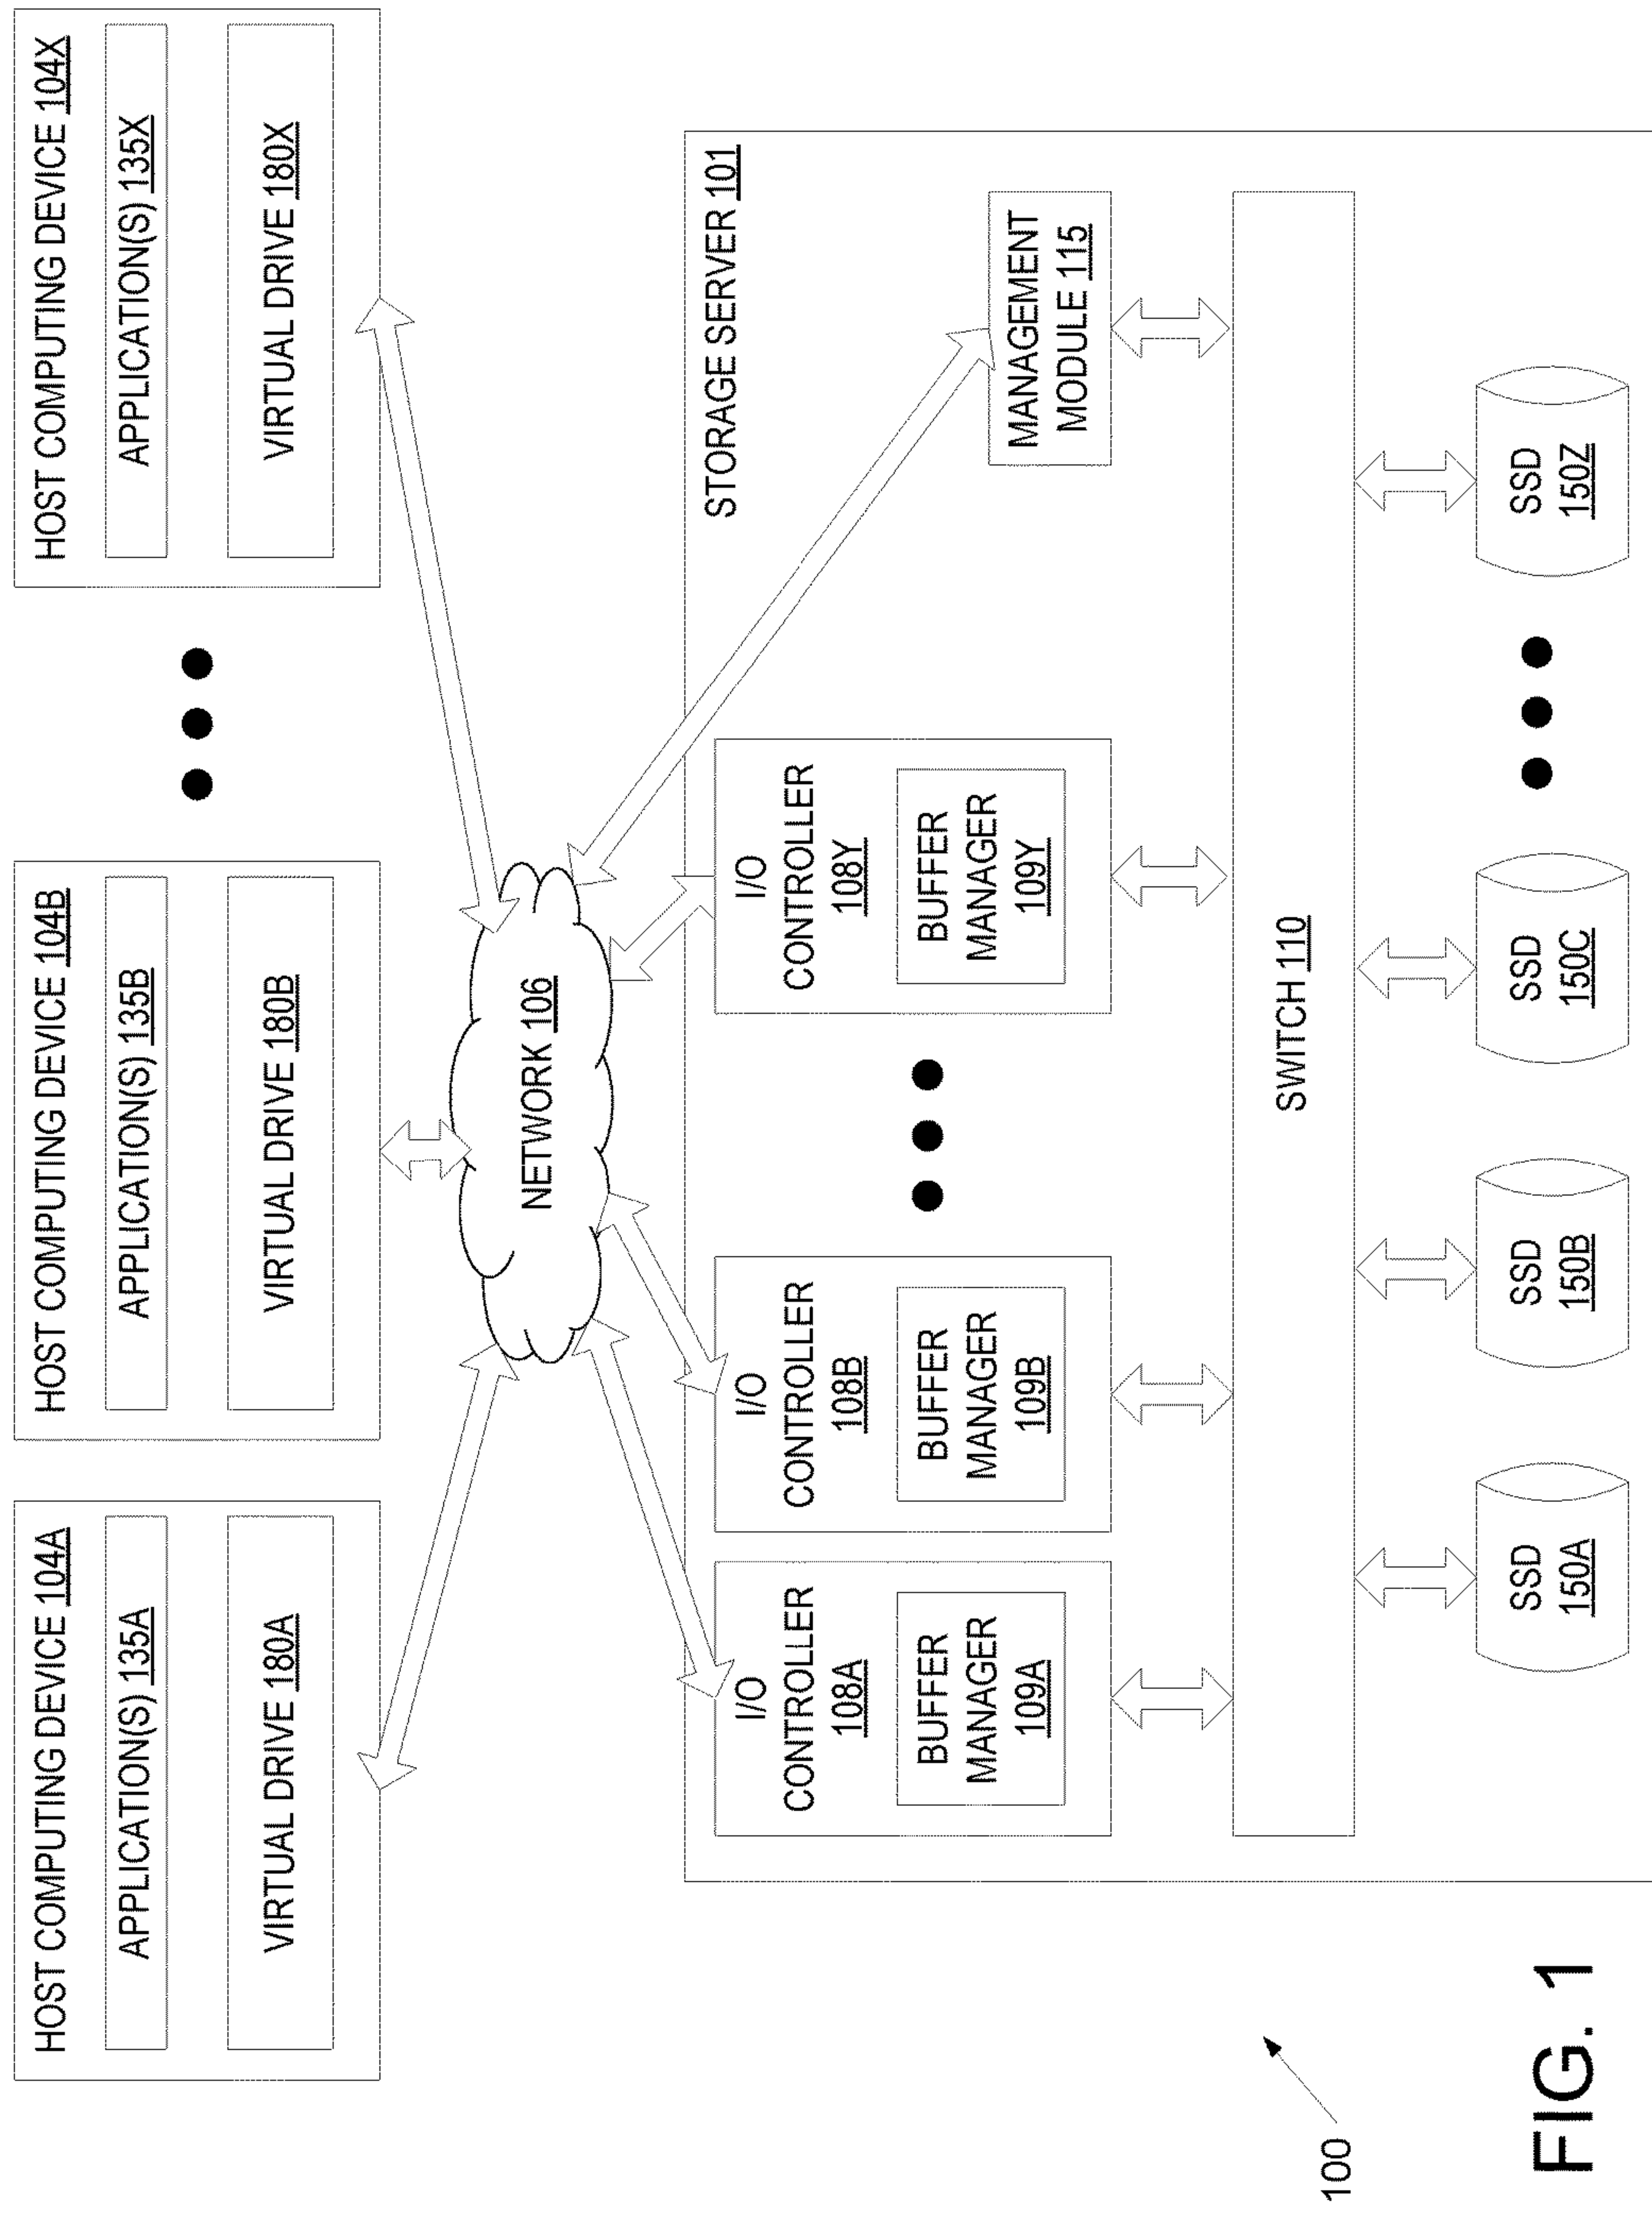 HOST COMPUTING DEVICE 104A
APPLICATION(S) 135A
VIRTUAL DRIVE 180A
HOST COMPUTING DEVICE 104B
APPLICATION(S) 135B
VIRTUAL DRIVE 180B
HOST COMPUTING DEVICE 104X
APPLICATION(S) 135X
VIRTUAL DRIVE 180X
NETWORK 106
STORAGE SERVER 101
I/O
CONTROLLER
108A
BUFFER
MANAGER
109A
I/O
CONTROLLER
108B
BUFFER
MANAGER
109B
I/O
CONTROLLER
108Y
BUFFER
MANAGER
109Y
MANAGEMENT
MODULE 115
SWITCH 110
SSD
150A
SSD
150B
SSD
150C
SSD
150Z
100
FIG. 1